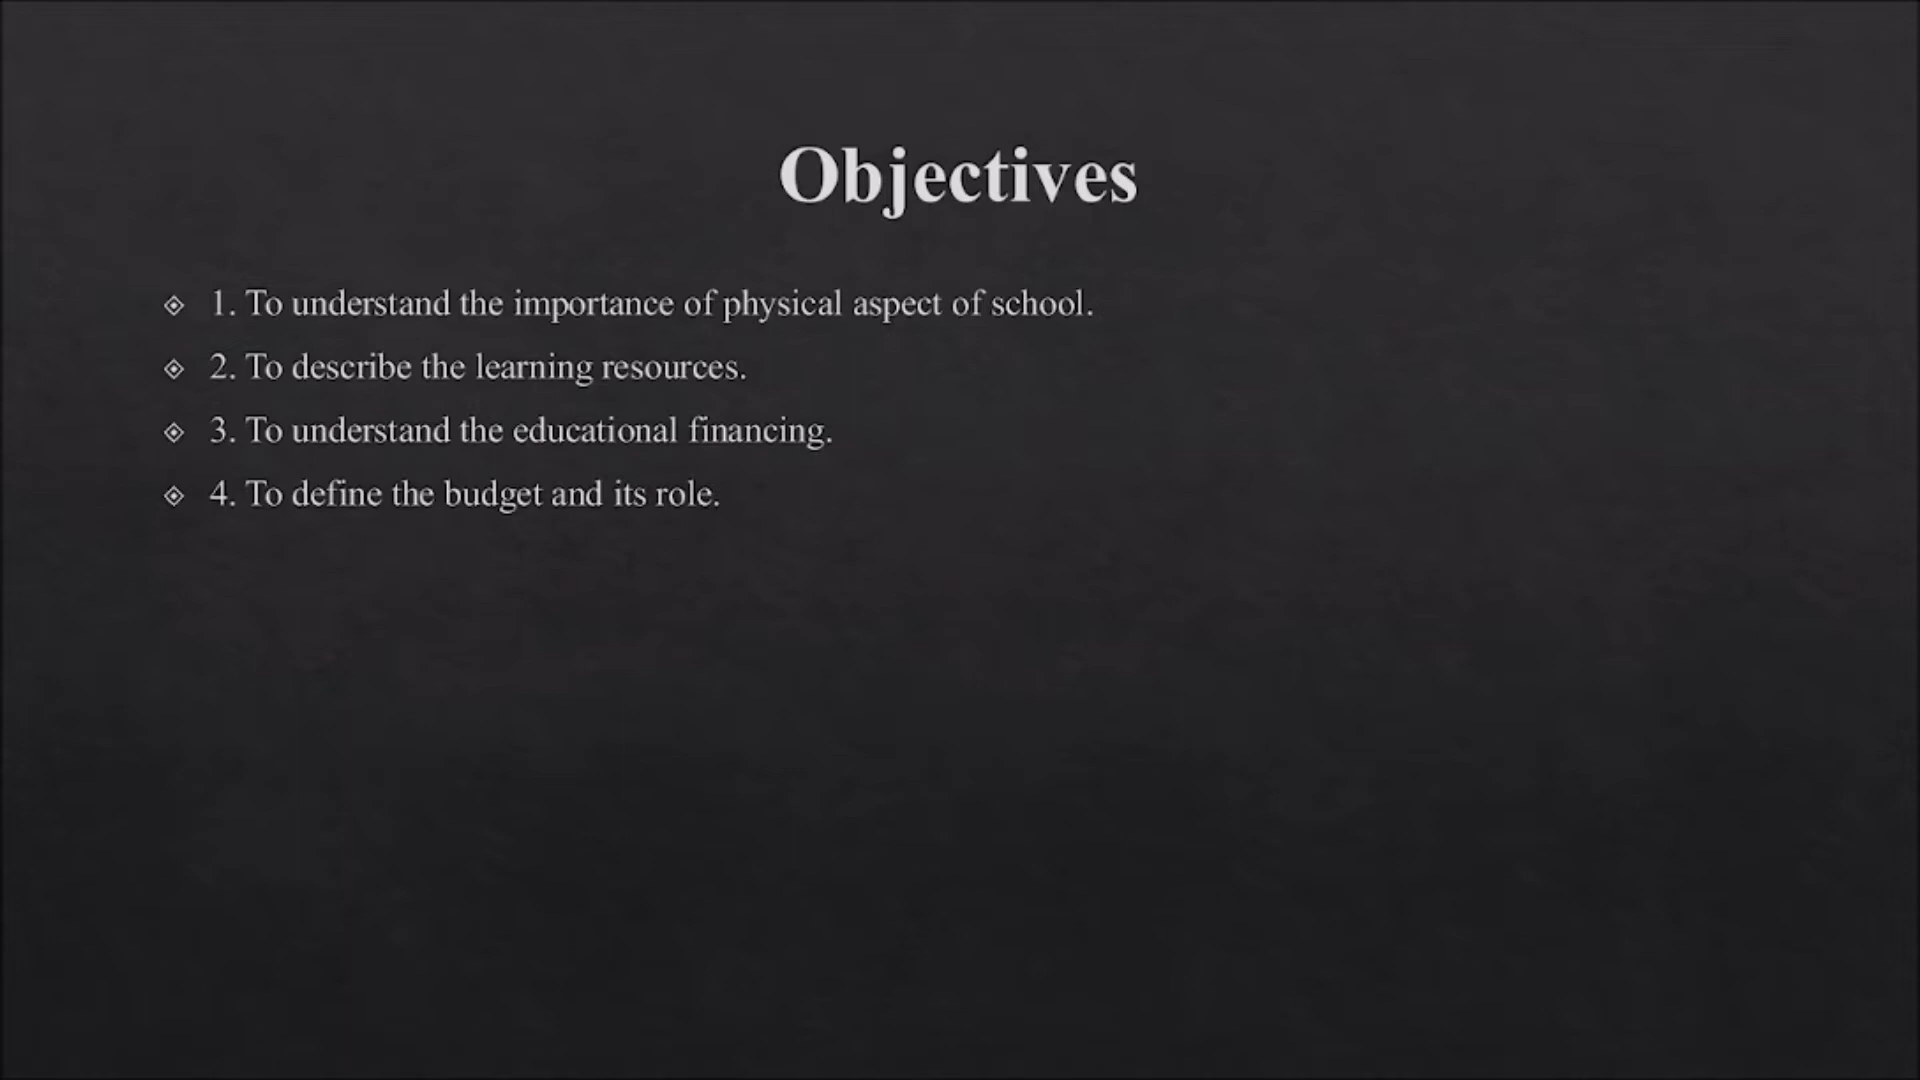 Objectives
1. To understand the importance of physical aspect of school.
2. To describe the learning resources.
3. To understand the educational financing.
4. To define the budget and its role.